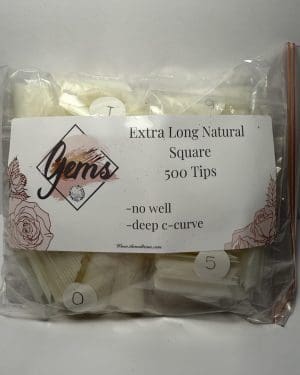 Gems
Extra Long Natural
Square
500 Tips
-no well
-deep c-curve
0
5